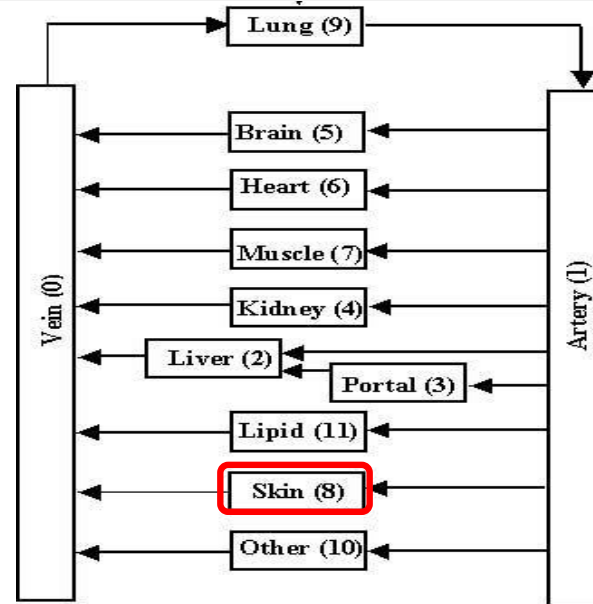 Lung (9)
Brain (5)
Heart (6)
Muscle (7)
Kidney (4)
Vein (0)
Artery (1)
Liver (2)
Portal (3)
Lipid (11)
Skin (8)
Other (10)